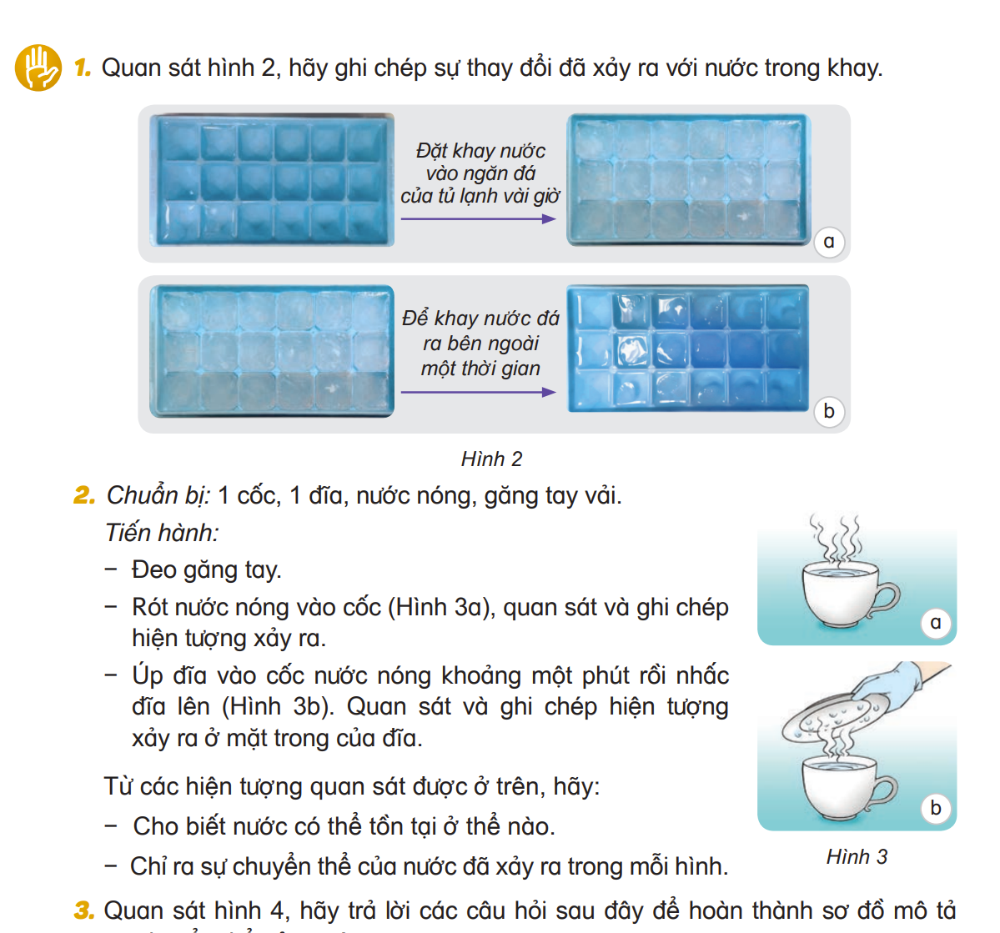 1. Quan sát hình 2, hãy ghi chép sự thay đổi đã xảy ra với nước trong khay.
Đặt khay nước
vào ngăn đá
của tủ lạnh vài giờ
a
Để khay nước đá
ra bên ngoài
một thời gian
b
Hình 2
2. Chuẩn bị: 1 cốc, 1 đĩa, nước nóng, găng tay vải.
Tiến hành:
– Đeo găng tay.
– Rót nước nóng vào cốc (Hình 3a), quan sát và ghi chép
hiện tượng xảy ra.
– Úp đĩa vào cốc nước nóng khoảng một phút rồi nhấc
đĩa lên (Hình 3b). Quan sát và ghi chép hiện tượng
xảy ra ở mặt trong của đĩa.
a
b
Hình 3
Từ các hiện tượng quan sát được ở trên, hãy:
– Cho biết nước có thể tồn tại ở thể nào.
– Chỉ ra sự chuyển thể của nước đã xảy ra trong mỗi hình.
3. Quan sát hình 4, hãy trả lời các câu hỏi sau đây để hoàn thành sơ đồ mô tả